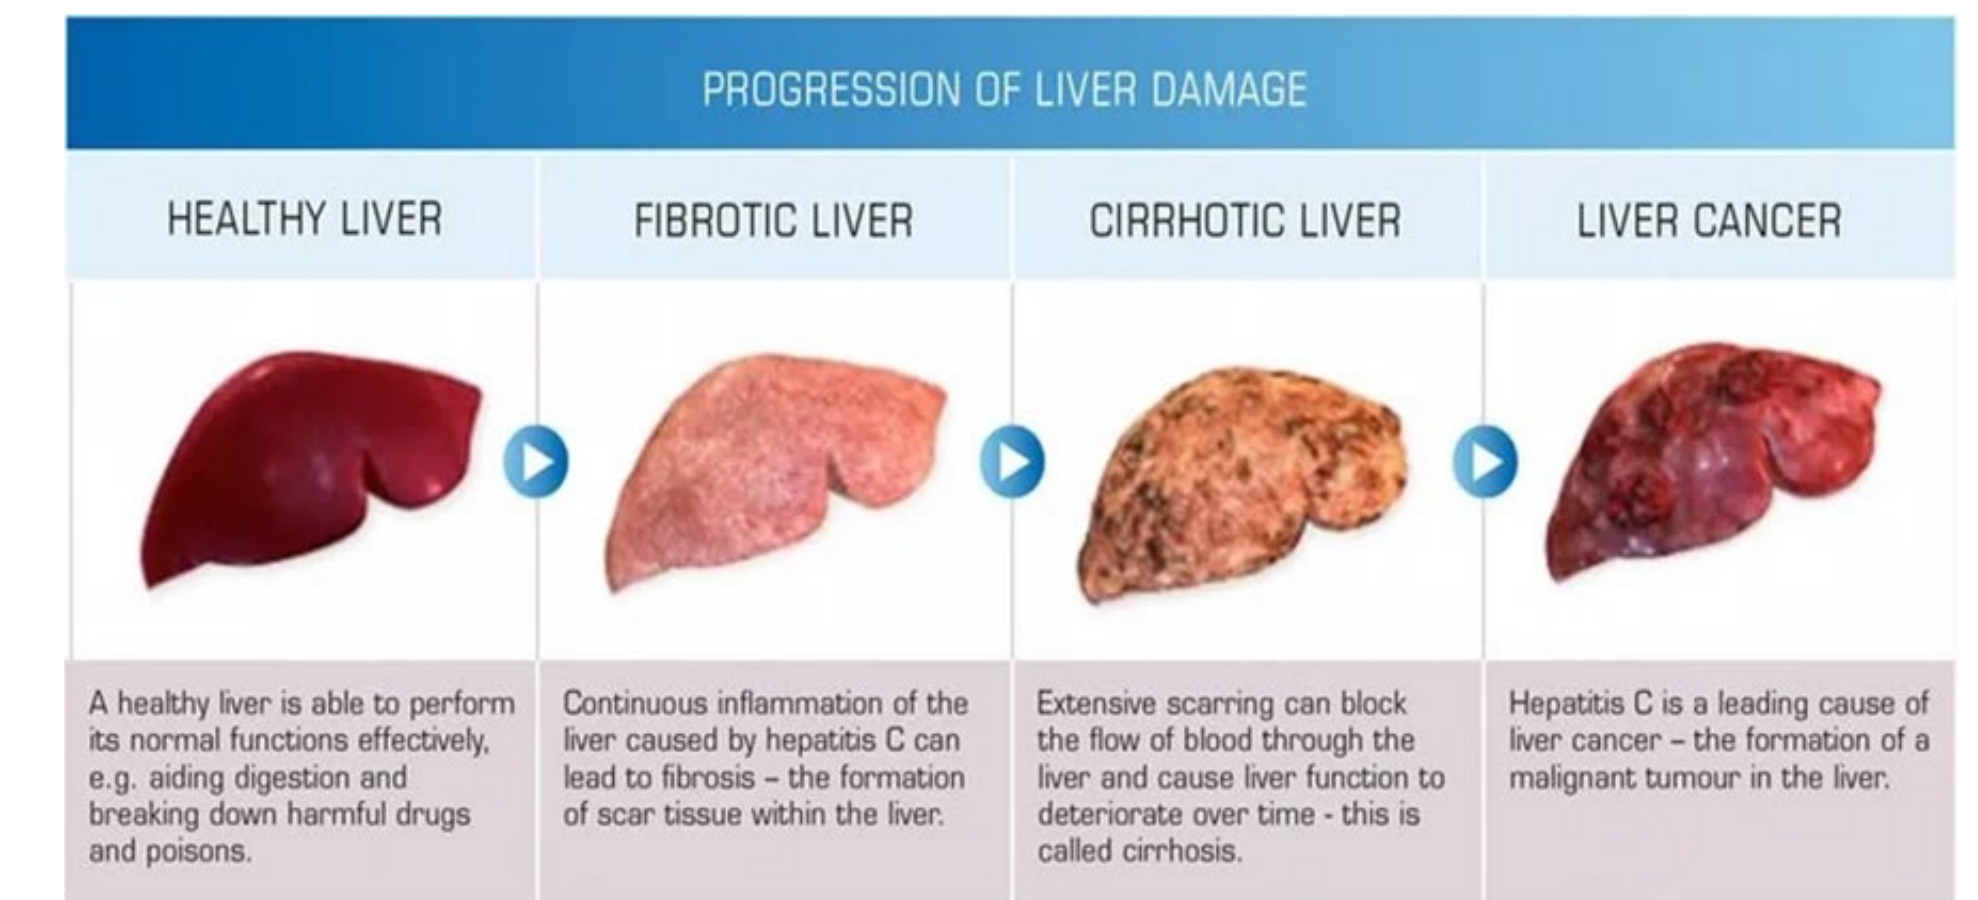 PROGRESSION OF LIVER DAMAGE
HEALTHY LIVER
FIBROTIC LIVER
CIRRHOTIC LIVER
LIVER CANCER
A healthy liver is able to perform
its normal functions effectively,
e.g. aiding digestion and
breaking down harmful drugs
and poisons.
Continuous inflammation of the
liver caused by hepatitis C can
lead to fibrosis – the formation
of scar tissue within the liver.
Extensive scarring can block
the flow of blood through the
liver and cause liver function to
deteriorate over time - this is
called cirrhosis.
Hepatitis C is a leading cause of
liver cancer – the formation of a
malignant tumour in the liver.